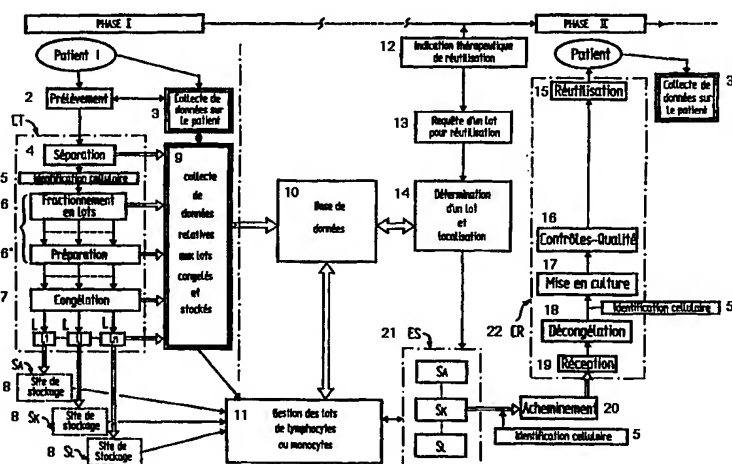 PHASE I
PHASE II
Patient 1
2
Prélèvement
3
Collecte
de données sur
le patient
CT
4
Séparation
5
Identification cellulaire
6
Fractionnement
en lots
6'
Préparation
7
Congélation
L
L
L
1
i
n
9
collecte
de
données
relatives
aux lots
congelés
et
stockés
SA
8
Site de
stockage
8
SK
Site de
stockage
8
SL
Site de
Stockage
10
Base de
données
11
Gestion des lots
de lymphocytes
ou monocytes
12
Indication thérapeutique
de réutilisation
13
Requête d'un lot
pour réutilisation
14
Détermination
d'un lot
et
localisation
21
ES
SA
SK
SL
Patient
15
Réutilisation
3
Collecte de
données sur
le patient
16
Contrôles-Qualité
17
Mise en culture
Identification cellulaire
5
22
CR
18
Décongélation
19
Réception
Acheminement
20
Identification cellulaire
5